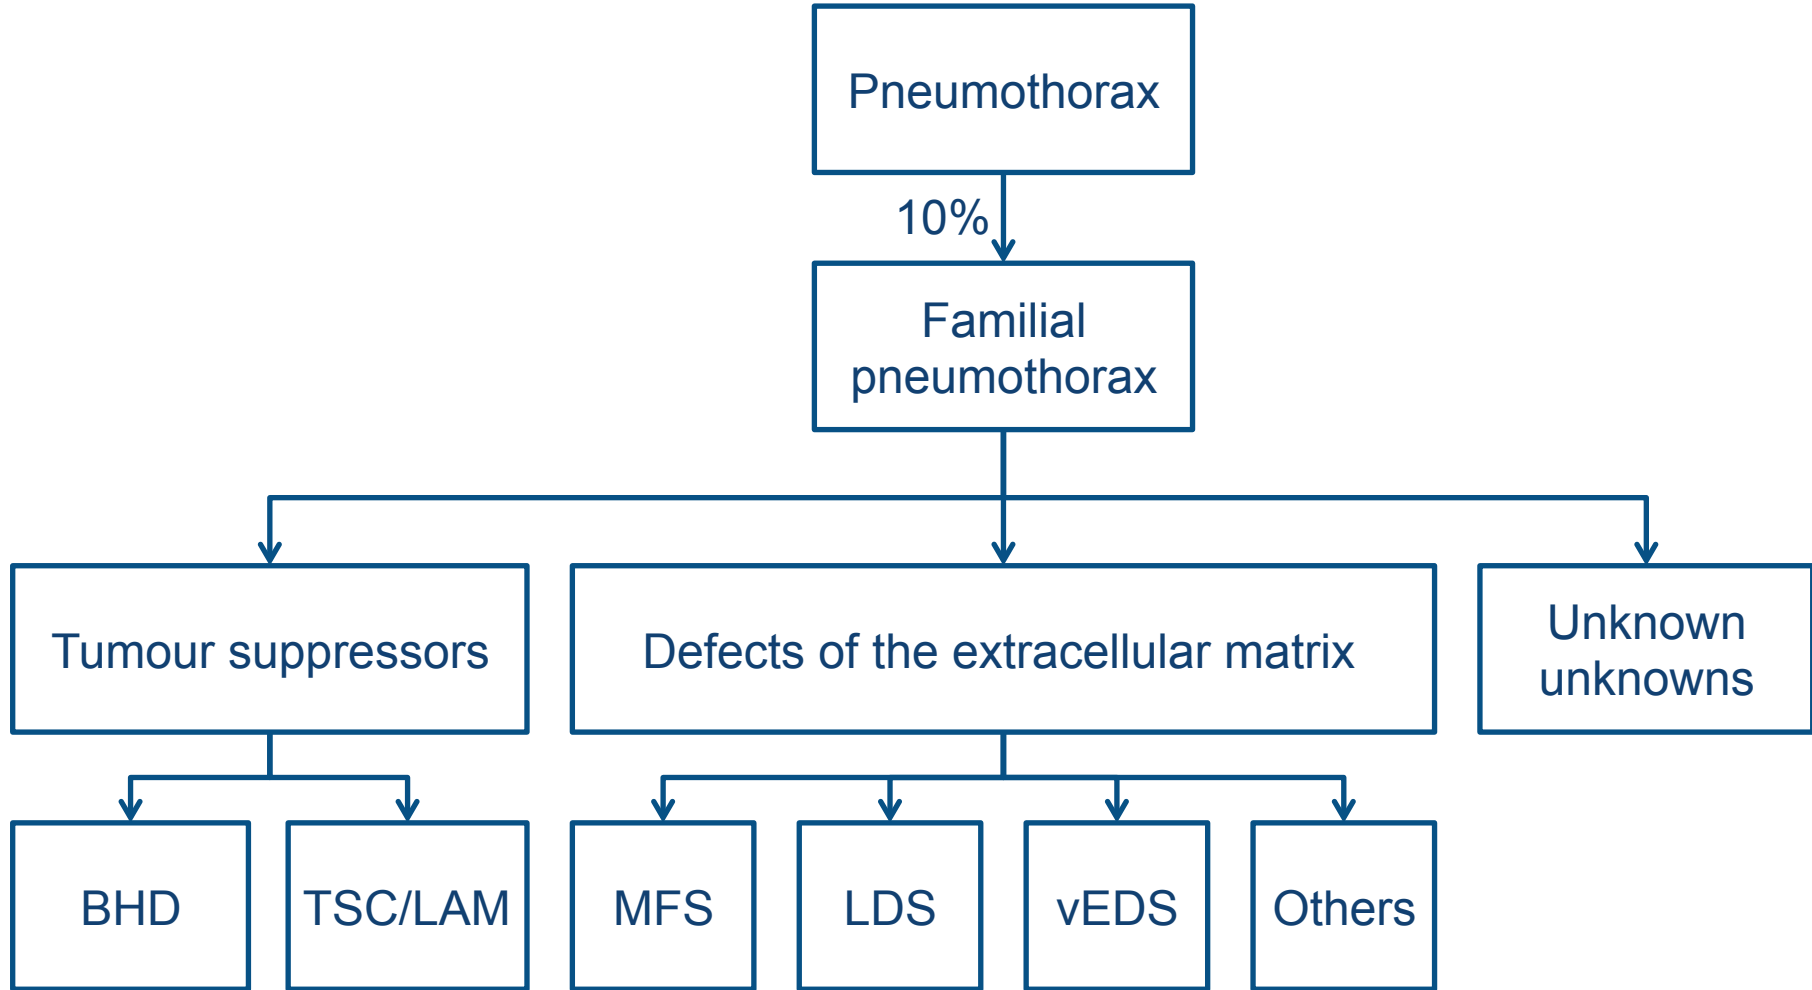 Pneumothorax
10%
Familial
pneumothorax
Tumour suppressors
Defects of the extracellular matrix
Unknown
unknowns
BHD
TSC/LAM
MFS
LDS
vEDS
Others